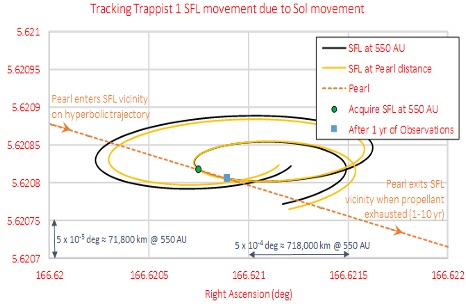 Tracking Trappist 1 SFL movement due to Sol movement
5.621
5.62095
5.6209
5.62085
5.6208
5.62075
5.6207
SFL at 550 AU
SFL at Pearl distance
Pearl
Acquire SFL at 550 AU
After 1 yr of Observations
Pearl enters SFL vicinity
on hyperbolic trajectory
Pearl exits SFL
vicinity when propellant
exhausted (1-10 yr)
5 x 10⁻⁵ deg ≈ 71,800 km @ 550 AU
5 x 10⁻⁴ deg ≈ 718,000 km @ 550 AU
166.62
166.6205
166.621
166.6215
166.622
Right Ascension (deg)